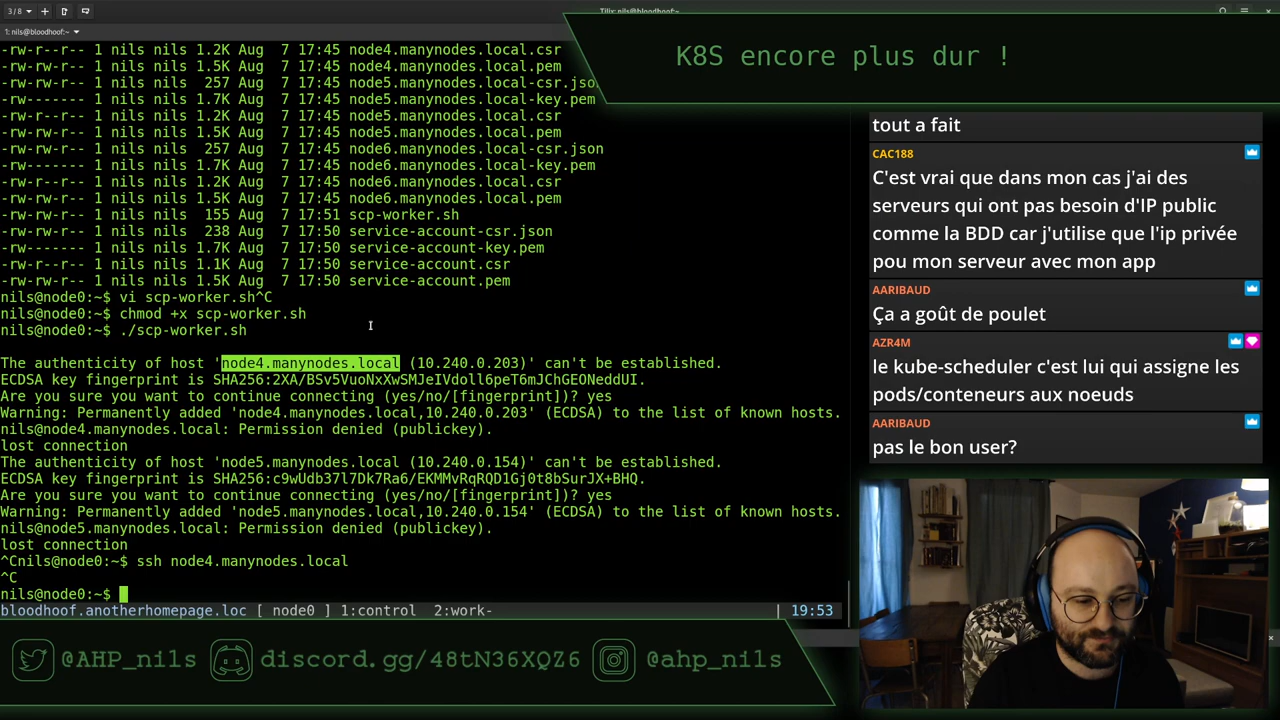 3 / 8
Tilix: nils@bloodhoof:~
1: nils@bloodhoof:~
-rw-r--r-- 1 nils nils 1.2K Aug  7 17:45 node4.manynodes.local.csr
-rw-rw-r-- 1 nils nils 1.5K Aug  7 17:45 node4.manynodes.local.pem
-rw-rw-r-- 1 nils nils  257 Aug  7 17:45 node5.manynodes.local-csr.json
-rw------- 1 nils nils 1.7K Aug  7 17:45 node5.manynodes.local-key.pem
-rw-r--r-- 1 nils nils 1.2K Aug  7 17:45 node5.manynodes.local.csr
-rw-rw-r-- 1 nils nils 1.5K Aug  7 17:45 node5.manynodes.local.pem
-rw-rw-r-- 1 nils nils  257 Aug  7 17:45 node6.manynodes.local-csr.json
-rw------- 1 nils nils 1.7K Aug  7 17:45 node6.manynodes.local-key.pem
-rw-r--r-- 1 nils nils 1.2K Aug  7 17:45 node6.manynodes.local.csr
-rw-rw-r-- 1 nils nils 1.5K Aug  7 17:45 node6.manynodes.local.pem
-rw-rw-r-- 1 nils nils  155 Aug  7 17:51 scp-worker.sh
-rw-rw-r-- 1 nils nils  238 Aug  7 17:50 service-account-csr.json
-rw------- 1 nils nils 1.7K Aug  7 17:50 service-account-key.pem
-rw-r--r-- 1 nils nils 1.1K Aug  7 17:50 service-account.csr
-rw-rw-r-- 1 nils nils 1.5K Aug  7 17:50 service-account.pem
nils@node0:~$ vi scp-worker.sh^C
nils@node0:~$ chmod +x scp-worker.sh
nils@node0:~$ ./scp-worker.sh
The authenticity of host 'node4.manynodes.local (10.240.0.203)' can't be established.
ECDSA key fingerprint is SHA256:2XA/BSv5VuoNxXwSMJeIVdoll6peT6mJChGEONeddUI.
Are you sure you want to continue connecting (yes/no/[fingerprint])? yes
Warning: Permanently added 'node4.manynodes.local,10.240.0.203' (ECDSA) to the list of known hosts.
nils@node4.manynodes.local: Permission denied (publickey).
lost connection
The authenticity of host 'node5.manynodes.local (10.240.0.154)' can't be established.
ECDSA key fingerprint is SHA256:c9wUdb37l7Dk7Ra6/EKMMvRqRQD1Gj0t8bSurJX+BHQ.
Are you sure you want to continue connecting (yes/no/[fingerprint])? yes
Warning: Permanently added 'node5.manynodes.local,10.240.0.154' (ECDSA) to the list of known hosts.
nils@node5.manynodes.local: Permission denied (publickey).
lost connection
^Cnils@node0:~$ ssh node4.manynodes.local
^C
nils@node0:~$
bloodhoof.anotherhomepage.loc [ node0 ] 1:control  2:work-  | 19:53
K8S encore plus dur !
tout a fait
CAC188
C'est vrai que dans mon cas j'ai des
serveurs qui ont pas besoin d'IP public
comme la BDD car j'utilise que l'ip privée
pou mon serveur avec mon app
AARIBAUD
Ça a goût de poulet
AZR4M
le kube-scheduler c'est lui qui assigne les
pods/conteneurs aux noeuds
AARIBAUD
pas le bon user?
@AHP_nils
discord.gg/48tN36XQZ6
@ahp_nils